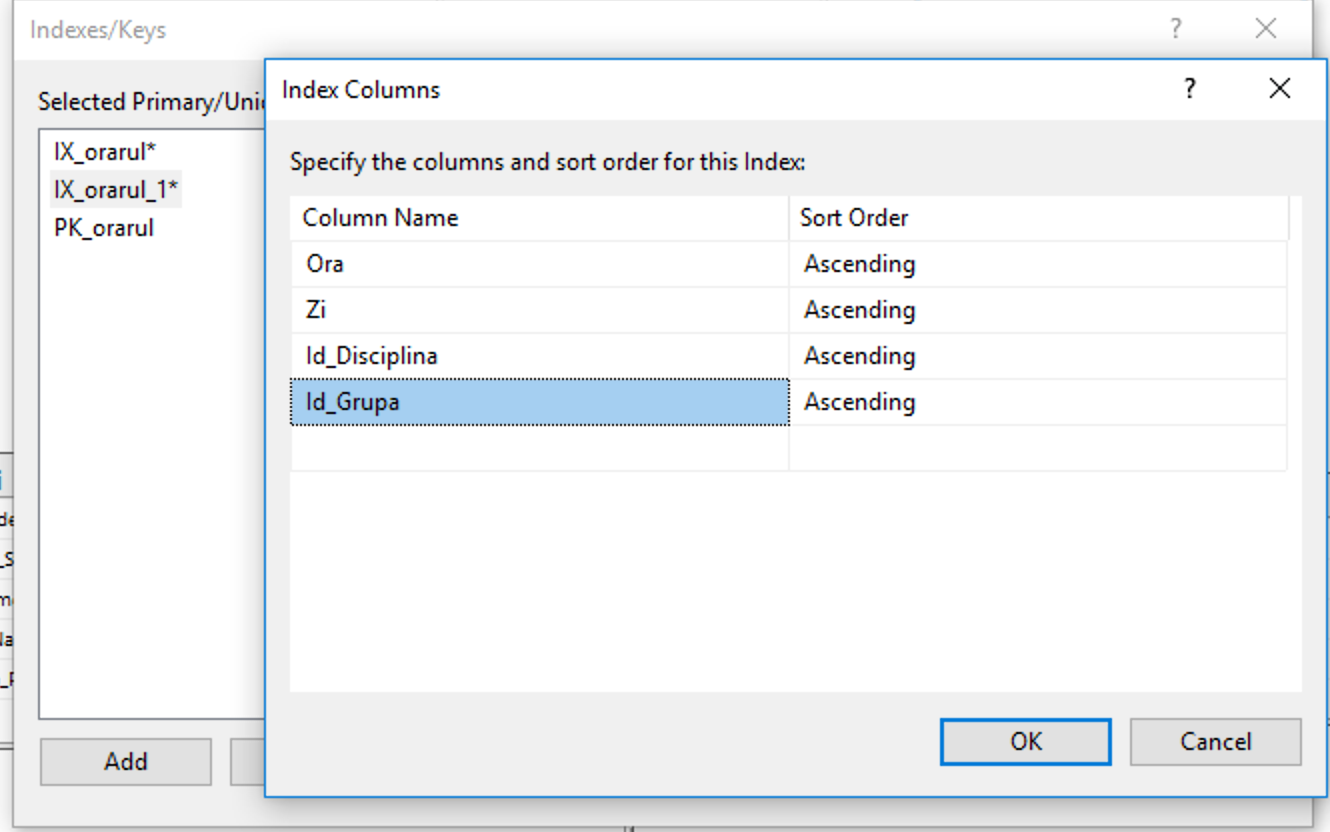 Indexes/Keys ?
Index Columns ?
Selected Primary/Uni
IX_orarul*
IX_orarul_1*
PK_orarul
Specify the columns and sort order for this Index:
Column Name Sort Order
Ora Ascending
Zi Ascending
Id_Disciplina Ascending
Id_Grupa Ascending
OK Cancel
Add